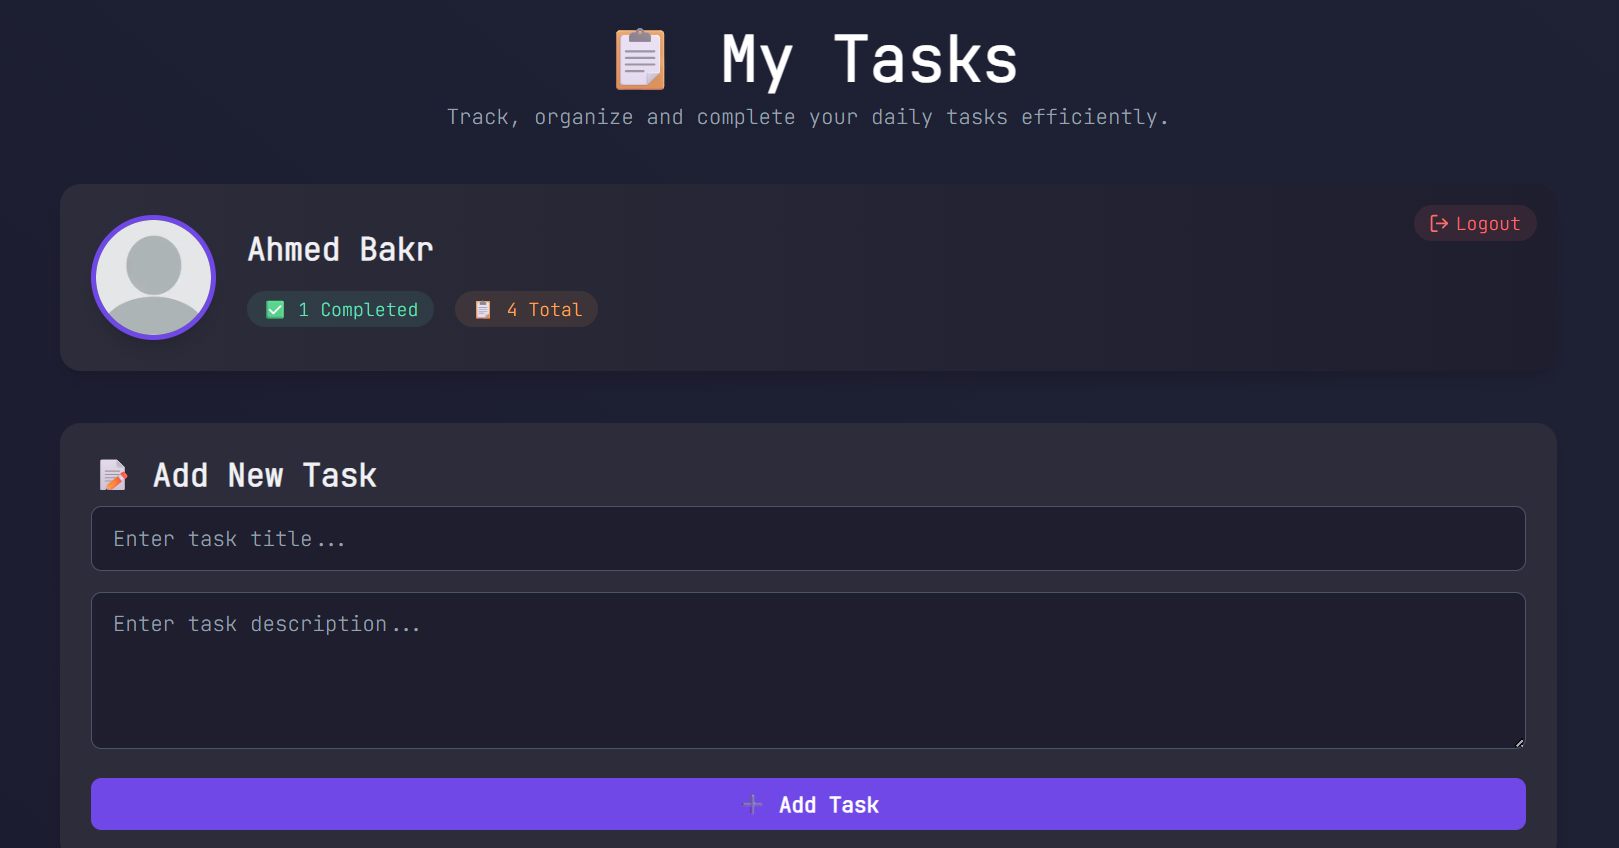 My Tasks
Track, organize and complete your daily tasks efficiently.
Logout
Ahmed Bakr
1 Completed
4 Total
Add New Task
Enter task title...
Enter task description...
Add Task